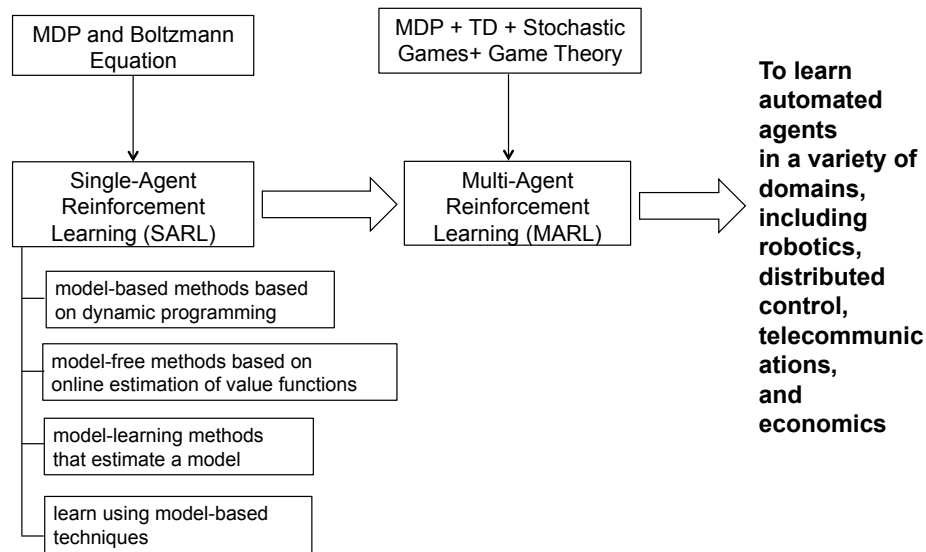 MDP and Boltzmann
Equation
MDP + TD + Stochastic
Games+ Game Theory
Single-Agent
Reinforcement
Learning (SARL)
Multi-Agent
Reinforcement
Learning (MARL)
To learn
automated
agents
in a variety of
domains,
including
robotics,
distributed
control,
telecommunic
ations,
and
economics
model-based methods based
on dynamic programming
model-free methods based on
online estimation of value functions
model-learning methods
that estimate a model
learn using model-based
techniques